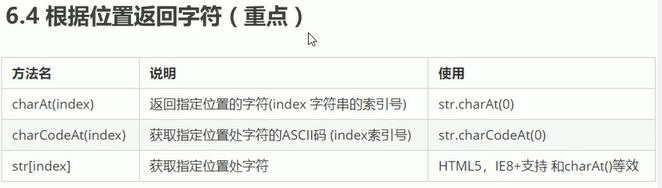 6.4 根据位置返回字符（重点）
方法名 说明 使用
charAt(index) 返回指定位置的字符(index 字符串的索引号) str.charAt(0)
charCodeAt(index) 获取指定位置处字符的ASCII码 (index索引号) str.charCodeAt(0)
str[index] 获取指定位置处字符 HTML5，IE8+支持 和charAt()等效